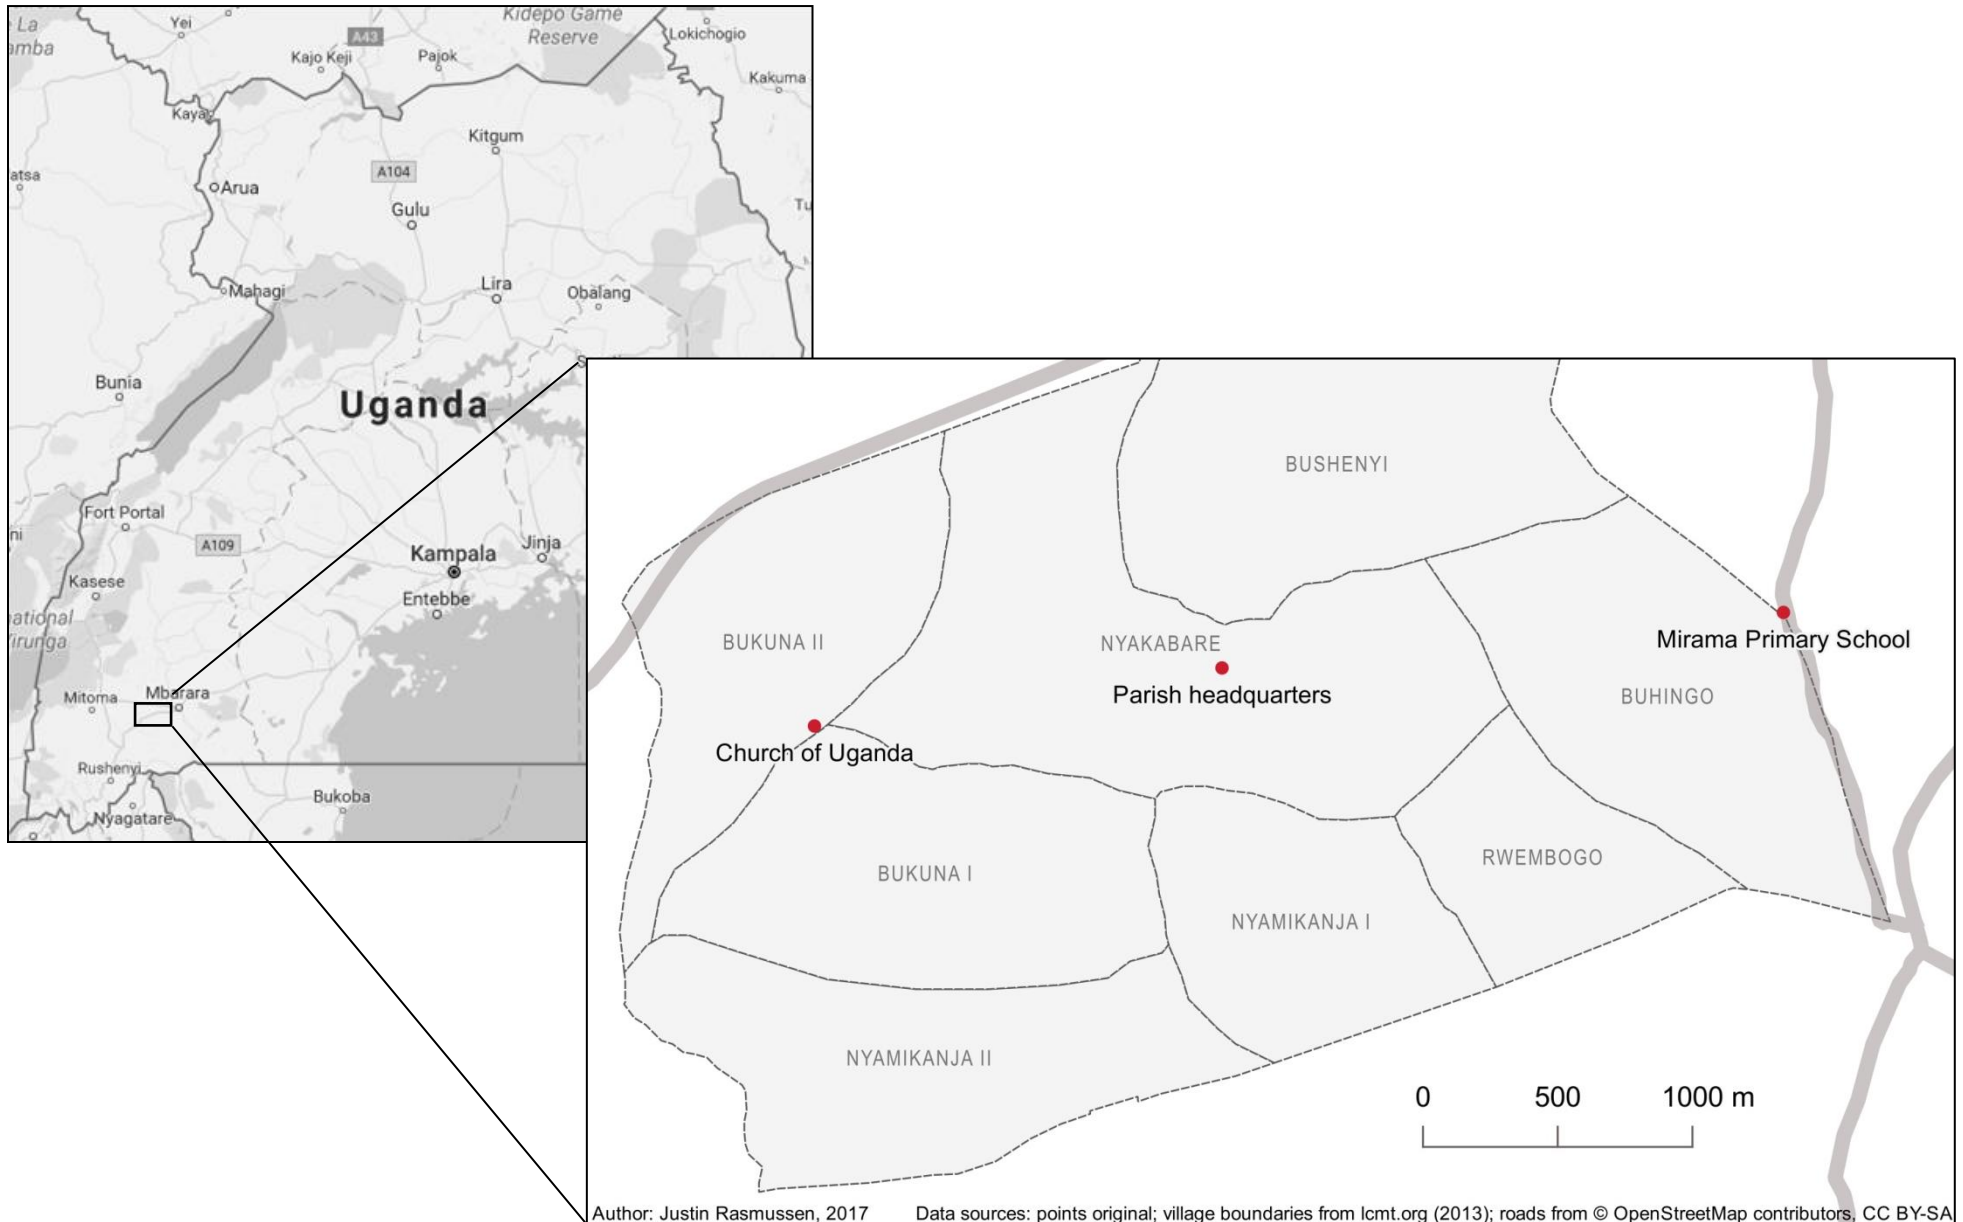 La
amba
Yei
A43
Kidepo Game
Reserve
Lokichogio
Kajo Keji
Pajok
Kakuma
Kaya
Kitgum
A104
atsa
Arua
Tu
Gulu
Mahagi
Lira
Obalang
S
Bunia
Uganda
Fort Portal
ni
A109
Kampala
Jinja
Kasese
Entebbe
ational
irunga
Mitoma
Mbarara
Rushenyi
Bukoba
Nyagatare
BUSHENYI
BUKUNA II
NYAKABARE
Mirama Primary School
Parish headquarters
BUHINGO
Church of Uganda
BUKUNA I
RWEMBOGO
NYAMIKANJA I
NYAMIKANJA II
0 500 1000 m
Author: Justin Rasmussen, 2017 Data sources: points original; village boundaries from lcmt.org (2013); roads from © OpenStreetMap contributors, CC BY-SA